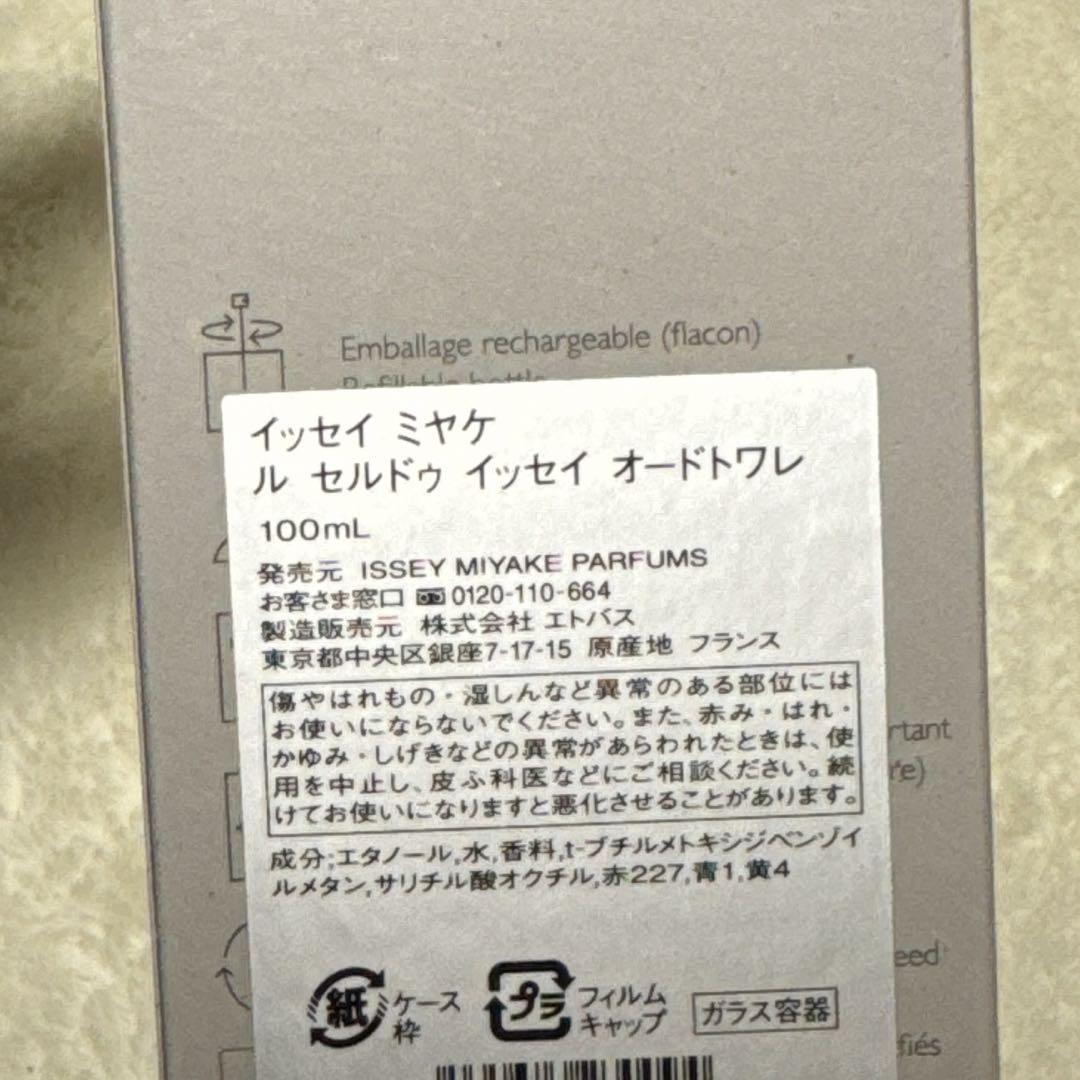 Emballage rechargeable (flacon)
Refillable bottle
イッセイ ミヤケ
ル セルドゥ イッセイ オードトワレ
100mL
発売元 ISSEY MIYAKE PARFUMS
お客さま窓口 0120-110-664
製造販売元 株式会社 エトバス
東京都中央区銀座7-17-15 原産地 フランス
傷やはれもの・湿しんなど異常のある部位には
お使いにならないでください。また、赤み・はれ・
かゆみ・しげきなどの異常があらわれたときは、使
用を中止し、皮ふ科医などにご相談ください。続
けてお使いになりますと悪化させることがあります。
成分;エタノール,水,香料,t-ブチルメトキシジベンゾイ
ルメタン,サリチル酸オクチル,赤227,青1,黄4
紙 ケース
枠
プラ フィルム
キャップ
ガラス容器